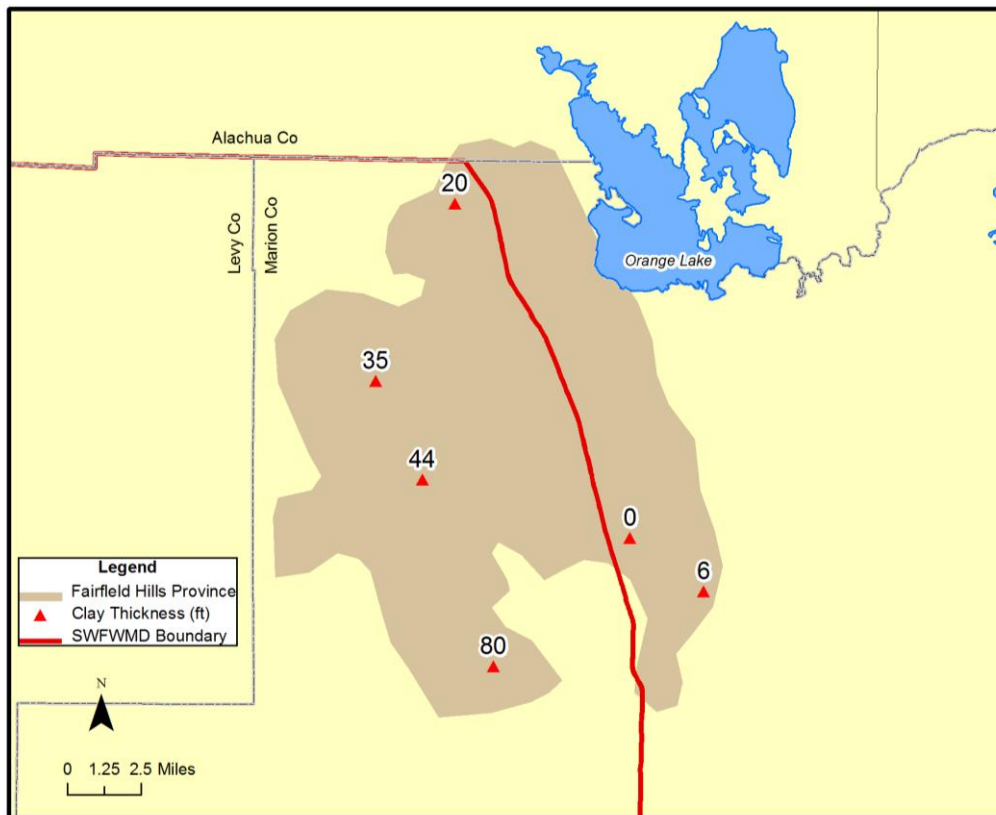 Alachua Co
20
Levy Co
Marion Co
Orange Lake
35
44
0
6
80
Legend
Fairfield Hills Province
Clay Thickness (ft)
SWFWMD Boundary
N
0 1.25 2.5 Miles